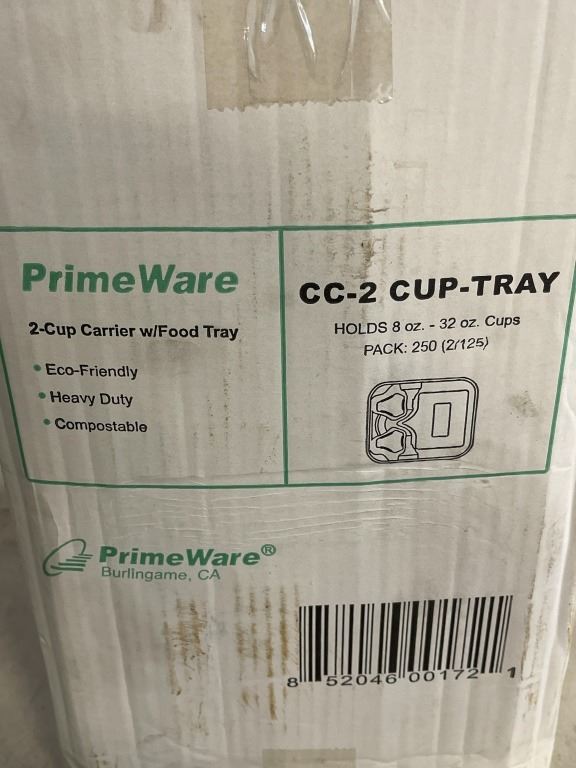 PrimeWare
2-Cup Carrier w/Food Tray
• Eco-Friendly
• Heavy Duty
• Compostable
CC-2 CUP-TRAY
HOLDS 8 oz. - 32 oz. Cups
PACK: 250 (2/125)
PrimeWare®
Burlingame, CA
8 52046 00172 1